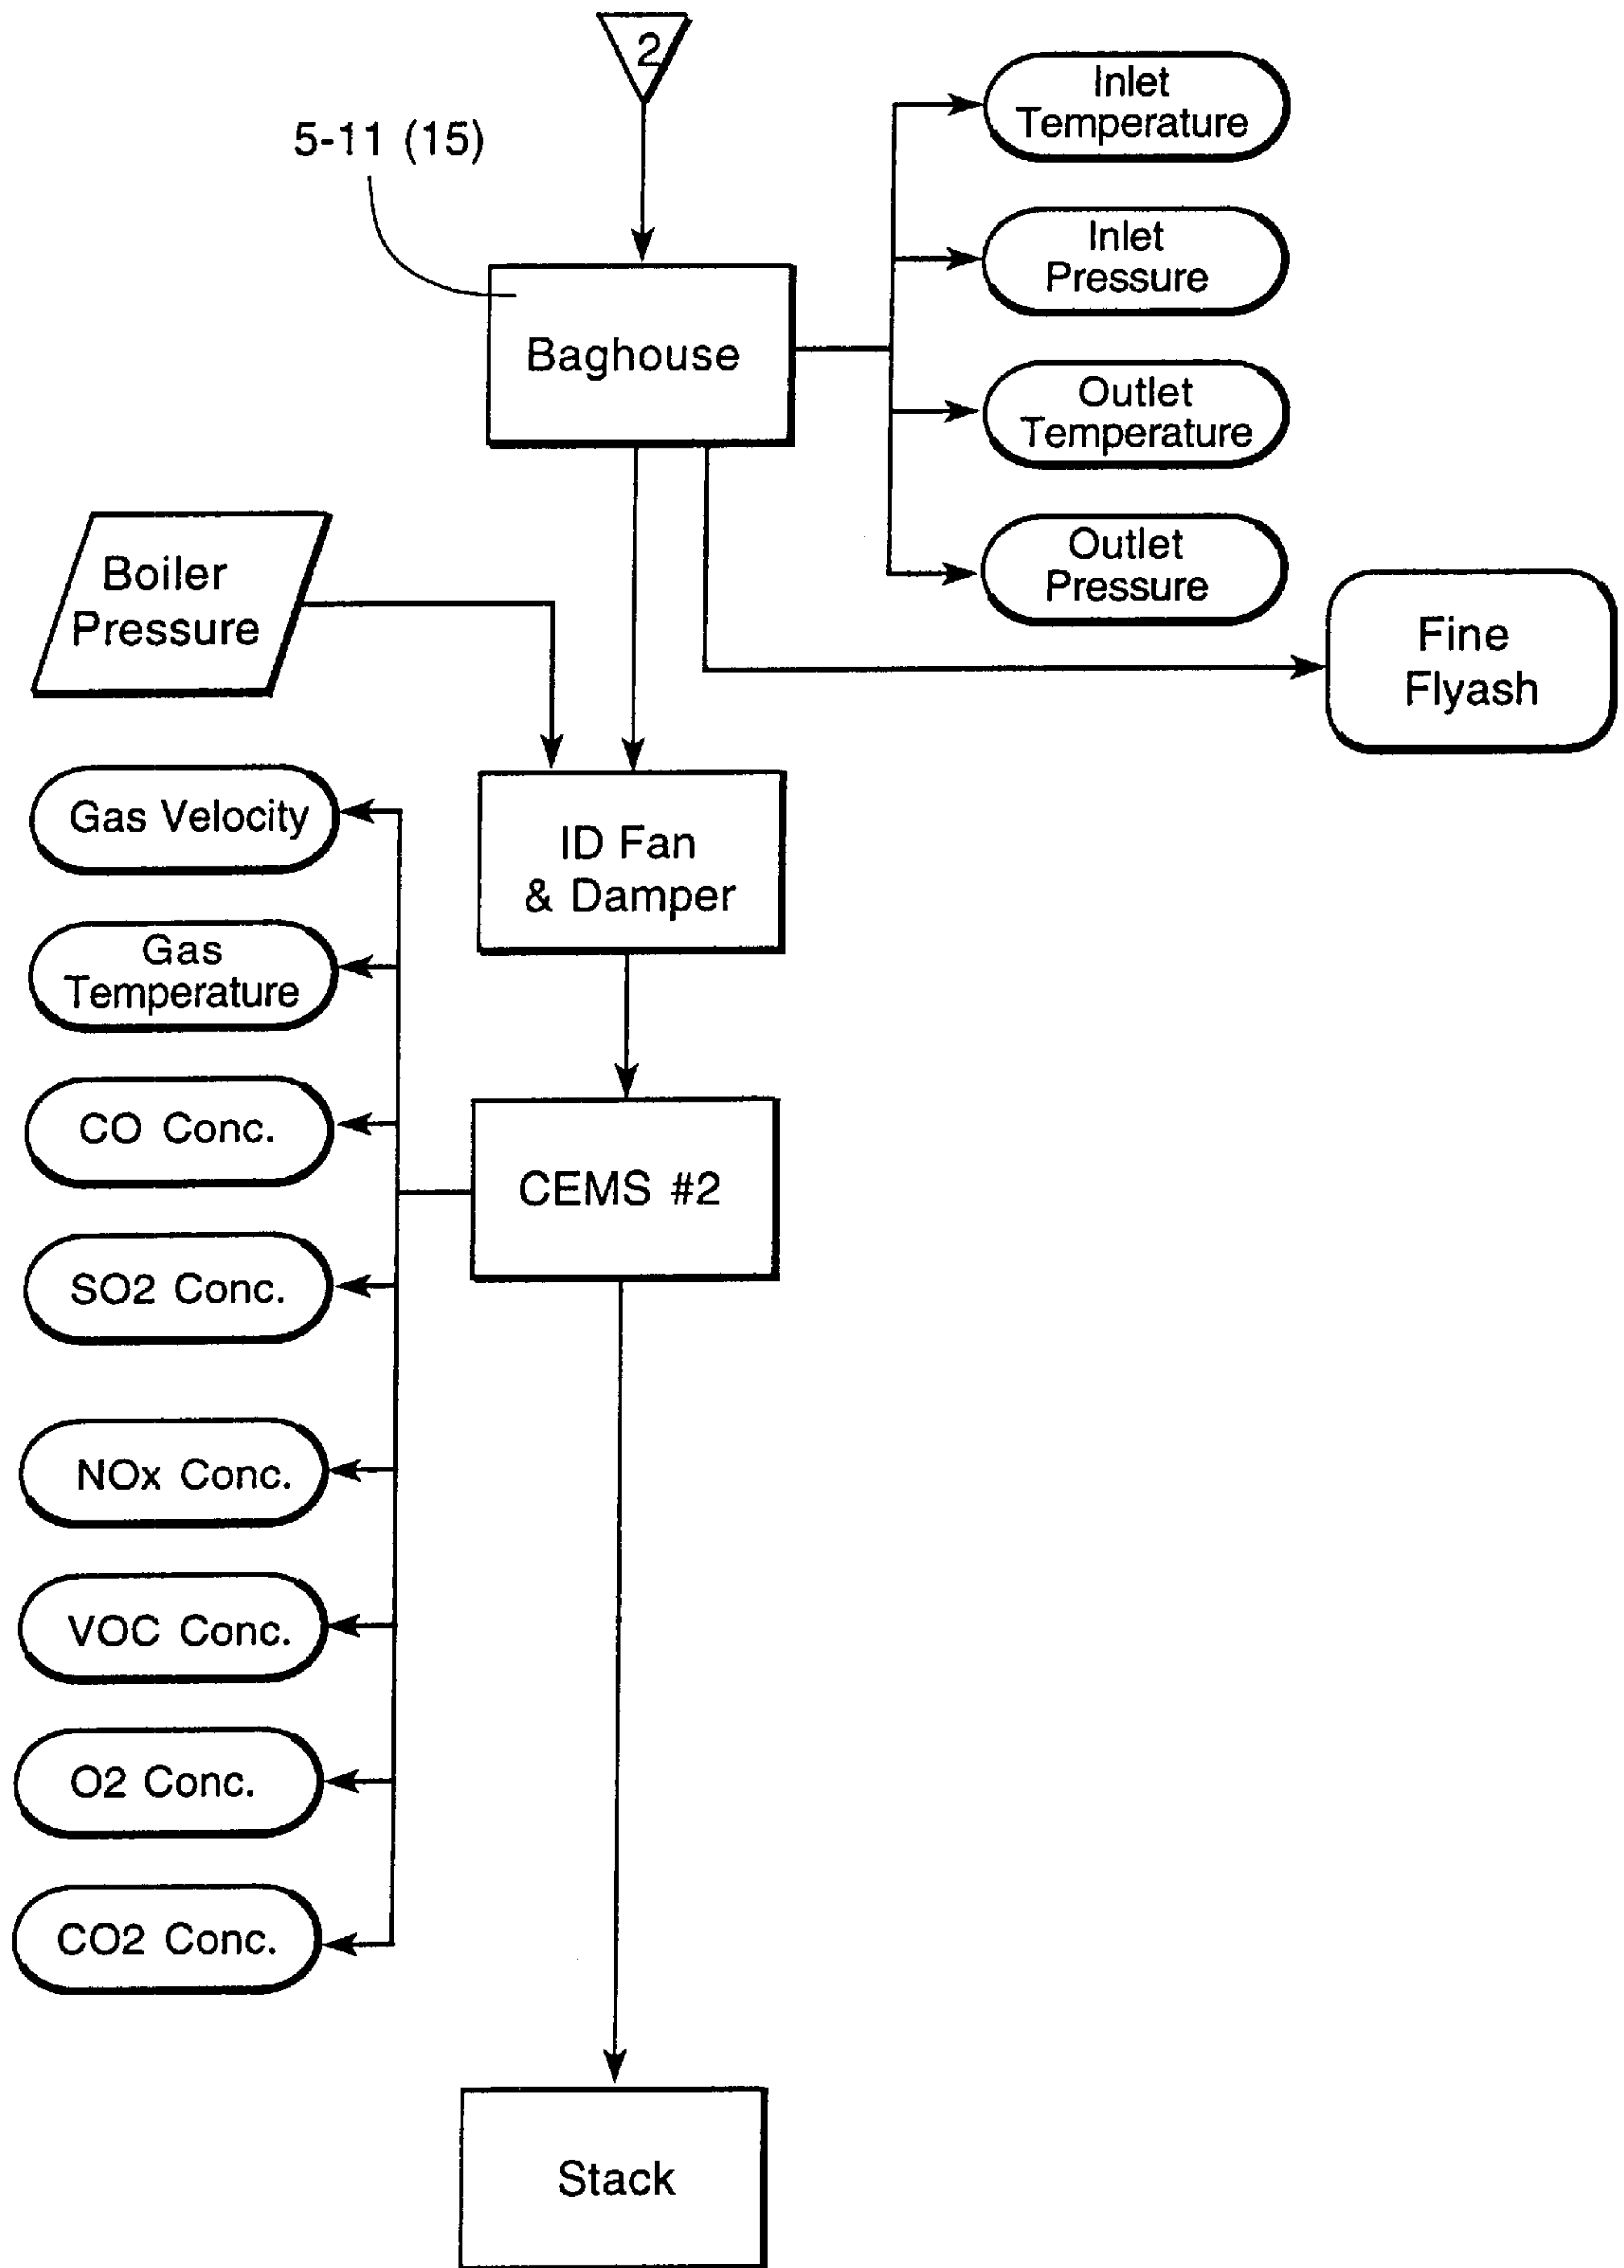 2
5-11 (15)
Inlet
Temperature
Inlet
Pressure
Baghouse
Outlet
Temperature
Outlet
Pressure
Boiler
Pressure
Fine
Flyash
Gas Velocity
ID Fan
& Damper
Gas
Temperature
CO Conc.
CEMS #2
SO2 Conc.
NOx Conc.
VOC Conc.
O2 Conc.
CO2 Conc.
Stack